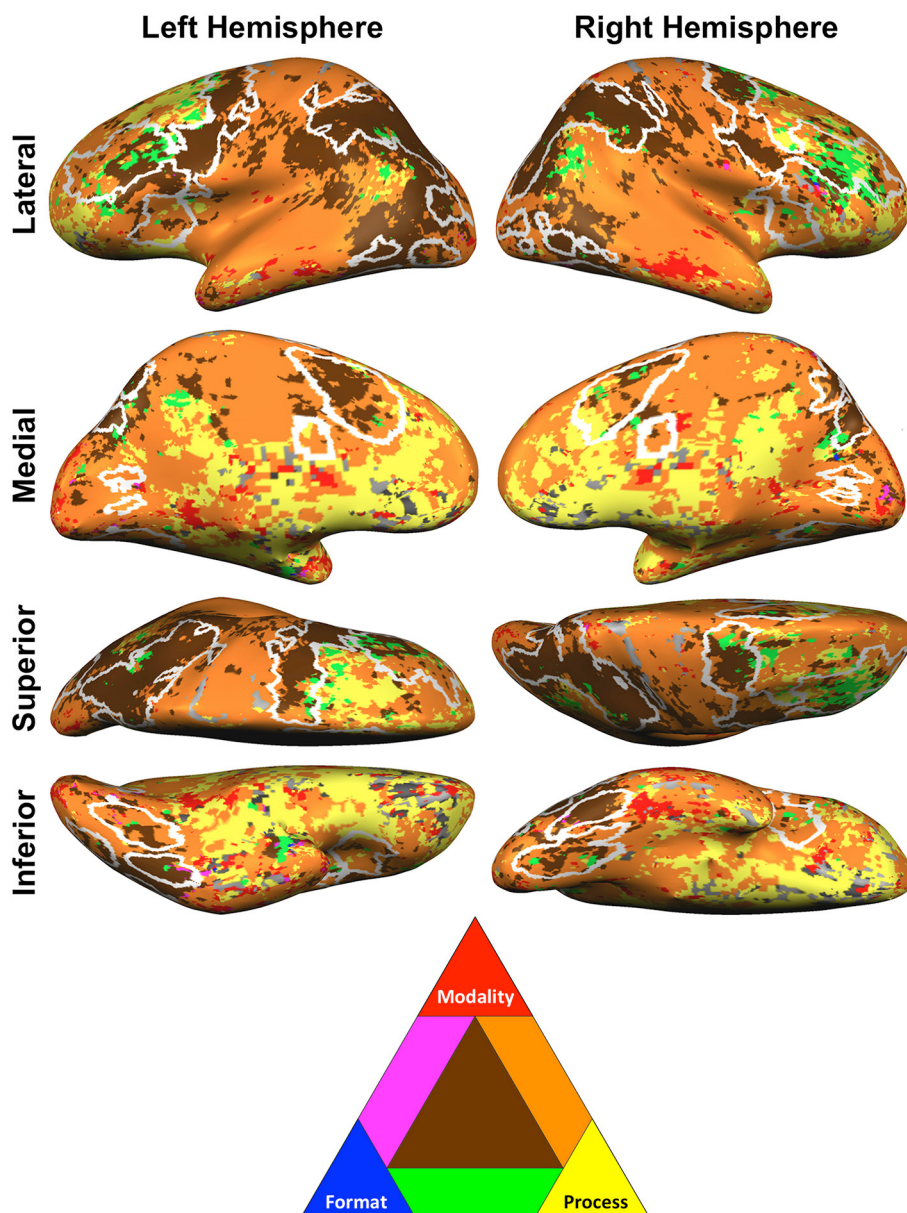 Left Hemisphere
Right Hemisphere
Lateral
Medial
Superior
Inferior
Modality
Format
Process